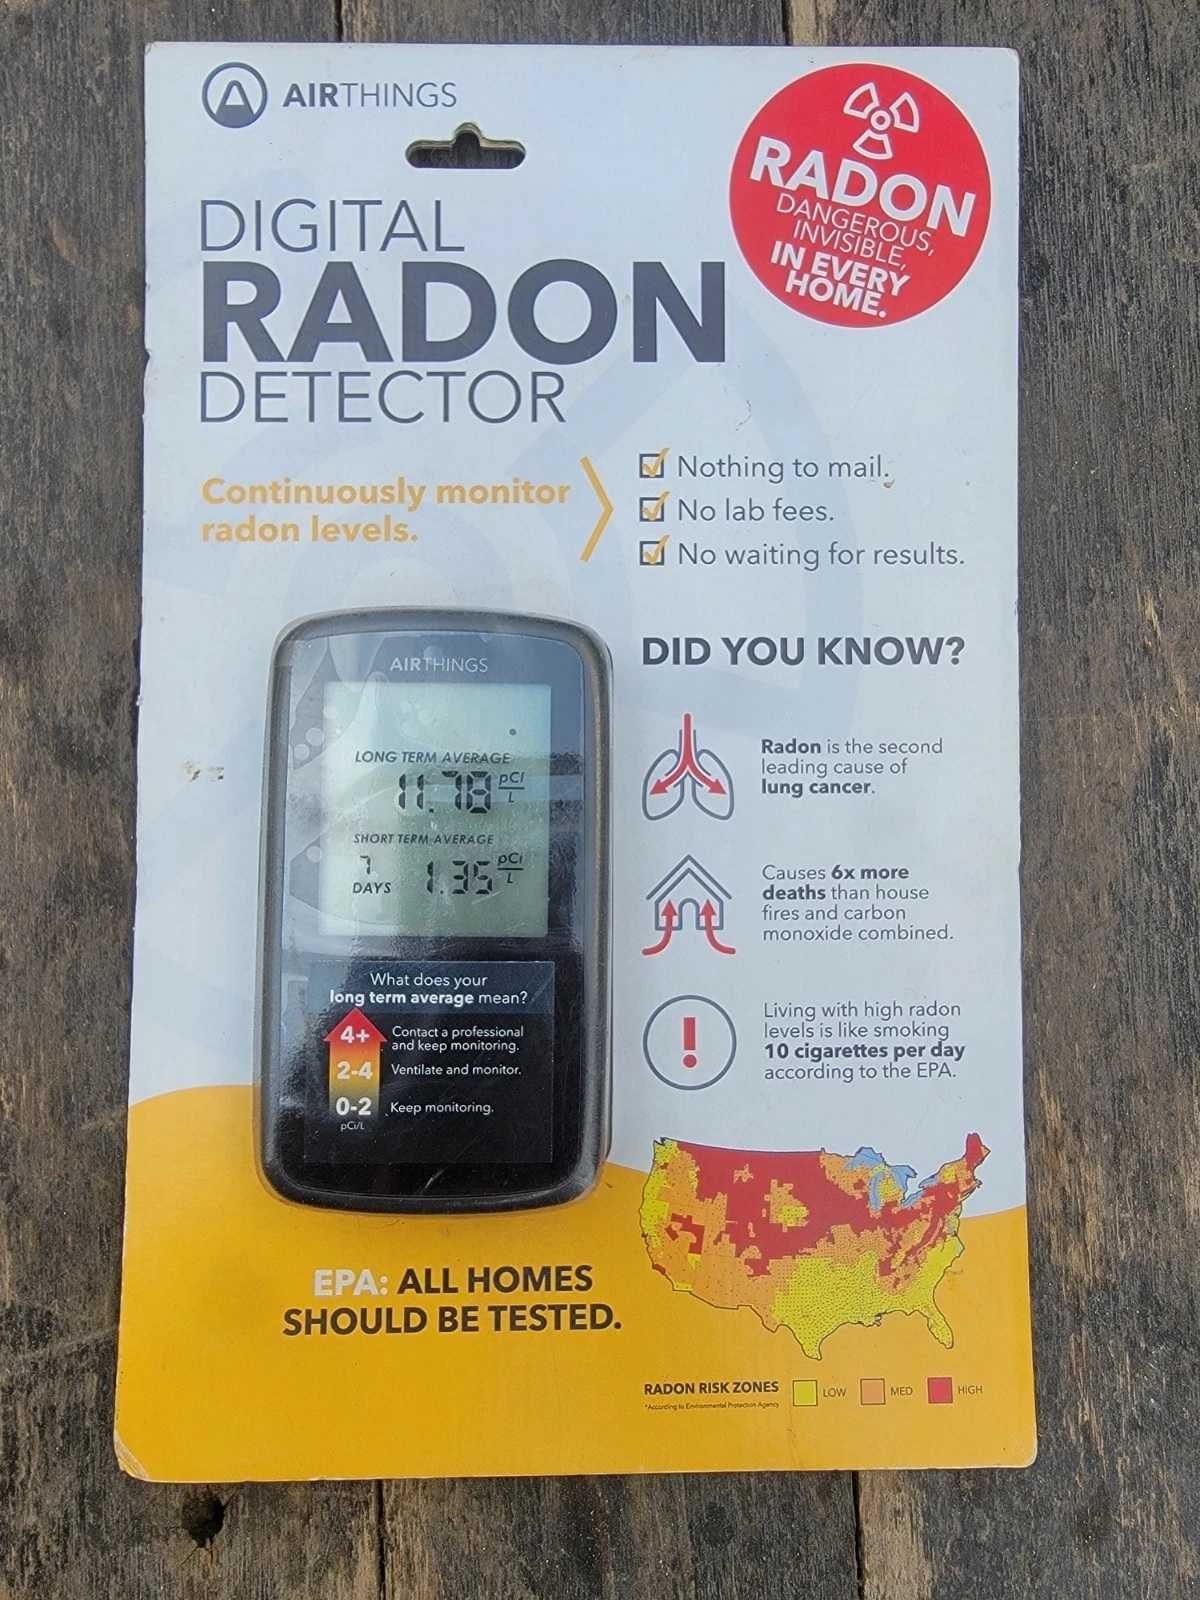 AIRTHINGS
RADON
DANGEROUS,
INVISIBLE,
IN EVERY
HOME.
DIGITAL
RADON
DETECTOR
Continuously monitor
radon levels.
Nothing to mail.
No lab fees.
No waiting for results.
AIRTHINGS
LONG TERM AVERAGE
11.78 pCi/L
SHORT TERM AVERAGE
7 DAYS 1.35 pCi/L
What does your
long term average mean?
4+ Contact a professional
and keep monitoring.
2-4 Ventilate and monitor.
0-2 Keep monitoring.
pCi/L
DID YOU KNOW?
Radon is the second
leading cause of
lung cancer.
Causes 6x more
deaths than house
fires and carbon
monoxide combined.
Living with high radon
levels is like smoking
10 cigarettes per day
according to the EPA.
EPA: ALL HOMES
SHOULD BE TESTED.
RADON RISK ZONES LOW MED HIGH
*According to Environmental Protection Agency